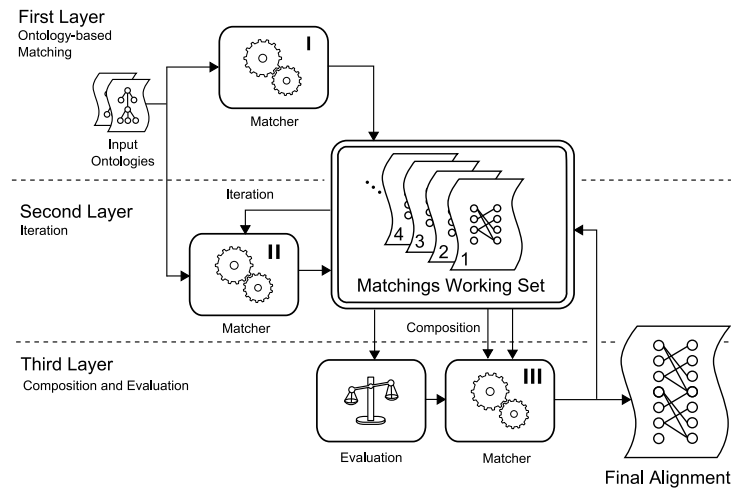 First Layer
Ontology-based
Matching
I
Matcher
Input
Ontologies
Iteration
Second Layer
Iteration
II
Matcher
4
3
2
1
Matchings Working Set
Composition
Third Layer
Composition and Evaluation
III
Evaluation
Matcher
Final Alignment